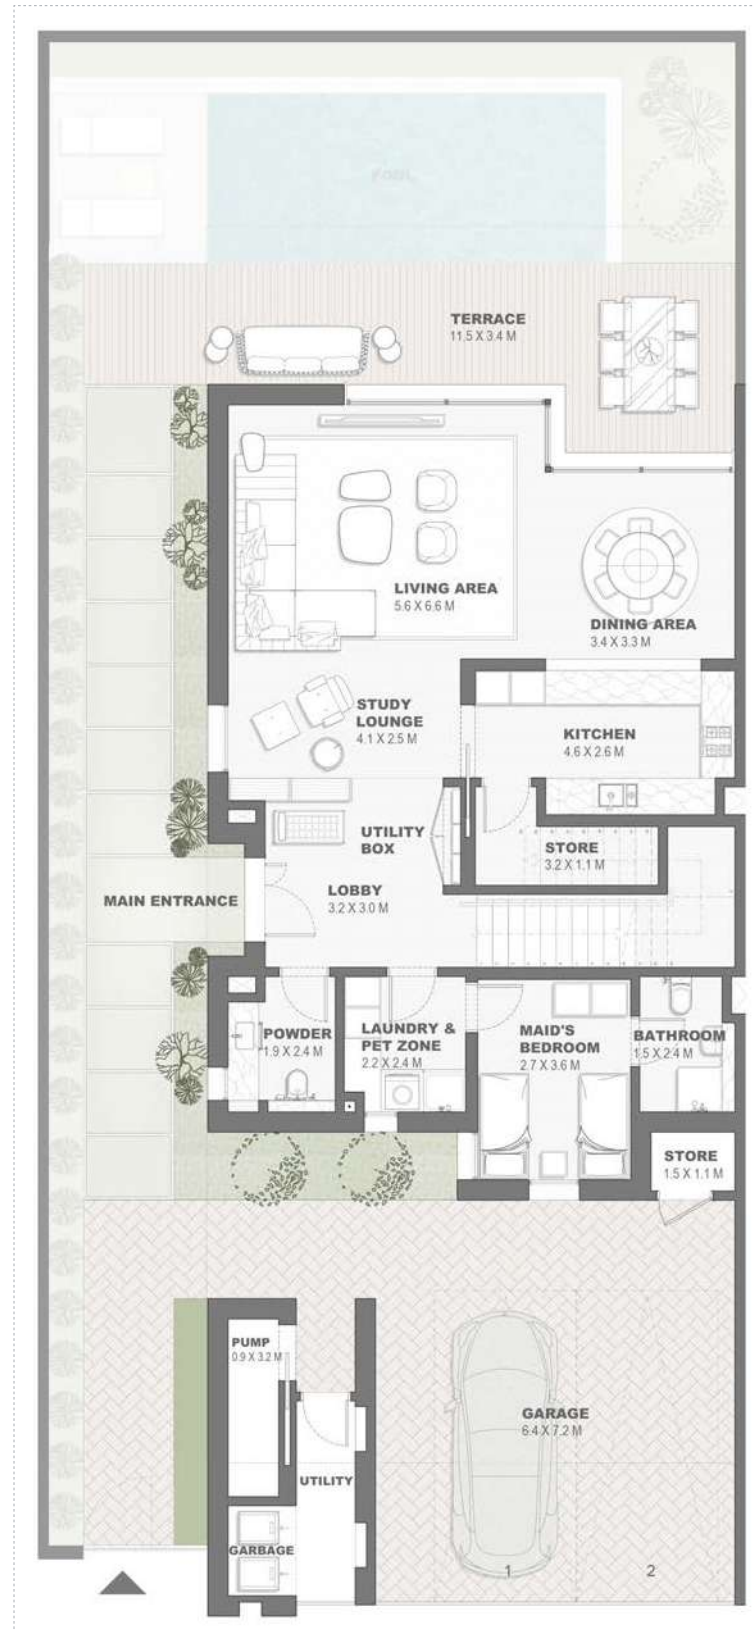 POOL
TERRACE
11.5 X 3.4 M
LIVING AREA
5.6 X 6.6 M
DINING AREA
3.4 X 3.3 M
STUDY
LOUNGE
4.1 X 2.5 M
KITCHEN
4.6 X 2.6 M
UTILITY
BOX
STORE
3.2 X 1.1 M
LOBBY
3.2 X 3.0 M
MAIN ENTRANCE
POWDER
1.9 X 2.4 M
LAUNDRY &
PET ZONE
2.2 X 2.4 M
MAID'S
BEDROOM
2.7 X 3.6 M
BATHROOM
1.5 X 2.4 M
STORE
1.5 X 1.1 M
PUMP
0.9 X 3.2 M
GARAGE
6.4 X 7.2 M
UTILITY
GARBAGE
1
2